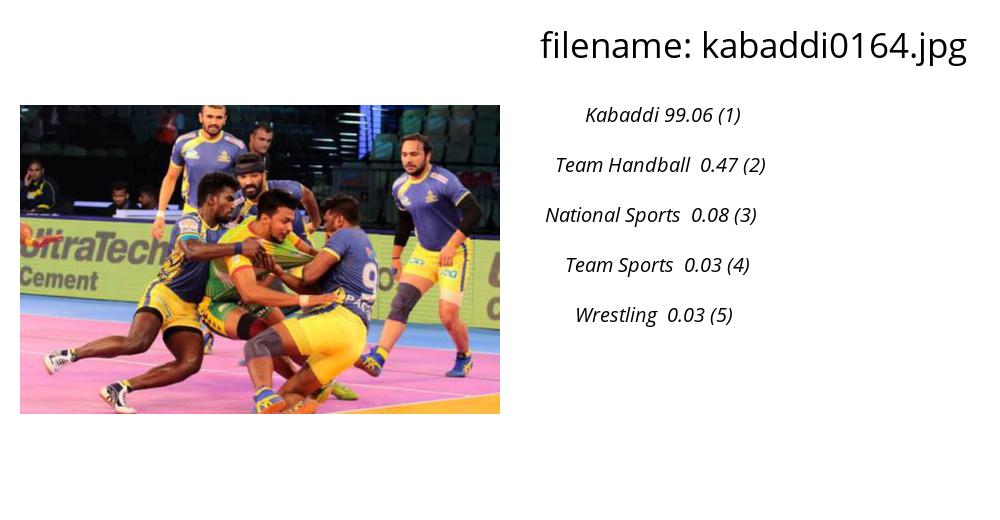 filename: kabaddi0164.jpg
Kabaddi 99.06 (1)
Team Handball 0.47 (2)
National Sports 0.08 (3)
Team Sports 0.03 (4)
Wrestling 0.03 (5)
UltraTech
Cement
9